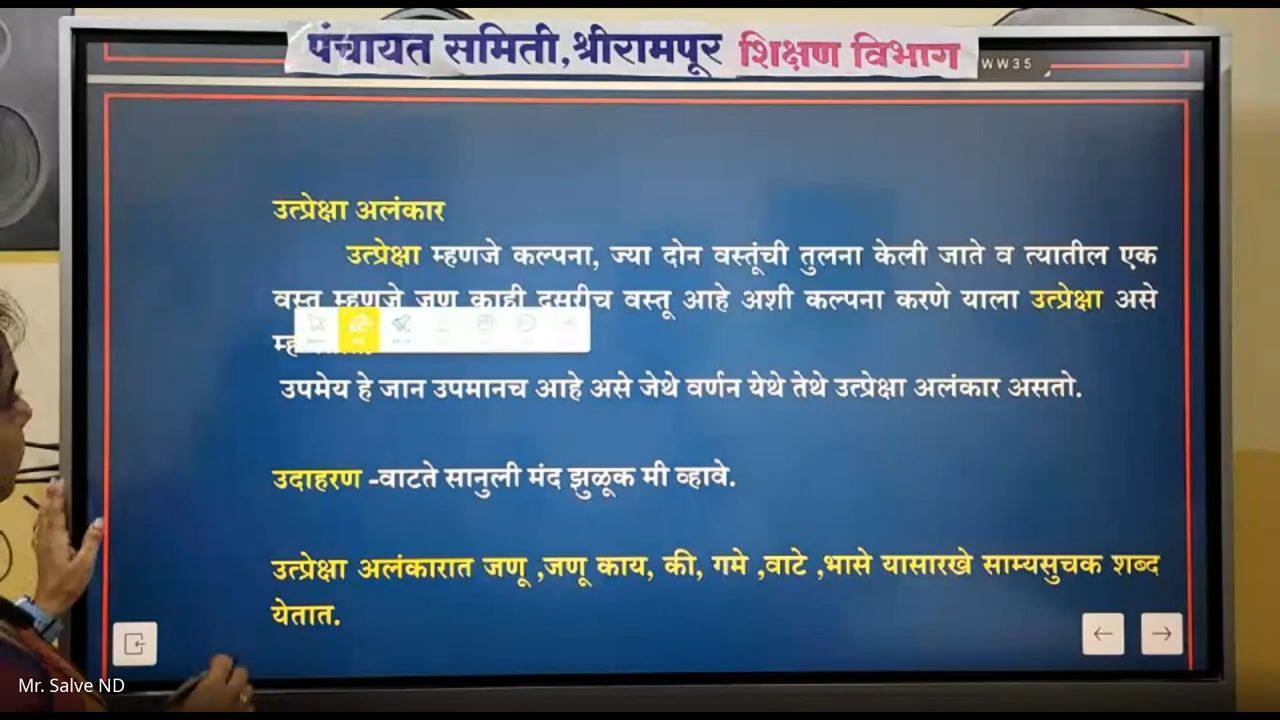 पंचायत समिती,श्रीरामपूर शिक्षण विभाग
WW35
उत्प्रेक्षा अलंकार
उत्प्रेक्षा म्हणजे कल्पना, ज्या दोन वस्तूंची तुलना केली जाते व त्यातील एक
वस्तू म्हणजे जणू काही दुसरीच वस्तू आहे अशी कल्पना करणे याला उत्प्रेक्षा असे
उपमेय हे जान उपमानच आहे असे जेथे वर्णन येथे तेथे उत्प्रेक्षा अलंकार असतो.
उदाहरण -वाटते सानुली मंद झुळूक मी व्हावे.
उत्प्रेक्षा अलंकारात जणू ,जणू काय, की, गमे ,वाटे ,भासे यासारखे साम्यसुचक शब्द
येतात.
Mr. Salve ND